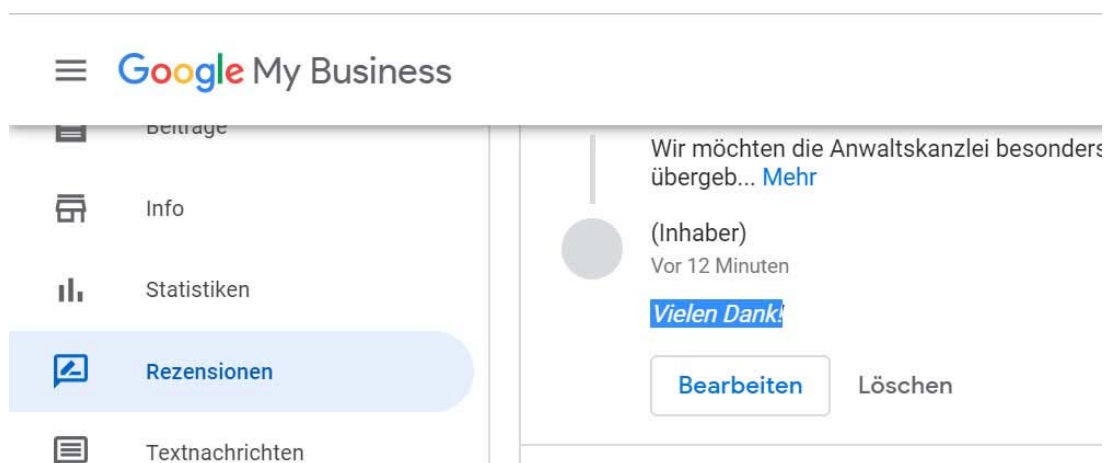 Google My Business
Beiträge
Info
Statistiken
Rezensionen
Textnachrichten
Wir möchten die Anwaltskanzlei besonders
übergeb... Mehr
(Inhaber)
Vor 12 Minuten
Vielen Dank!
Bearbeiten Löschen